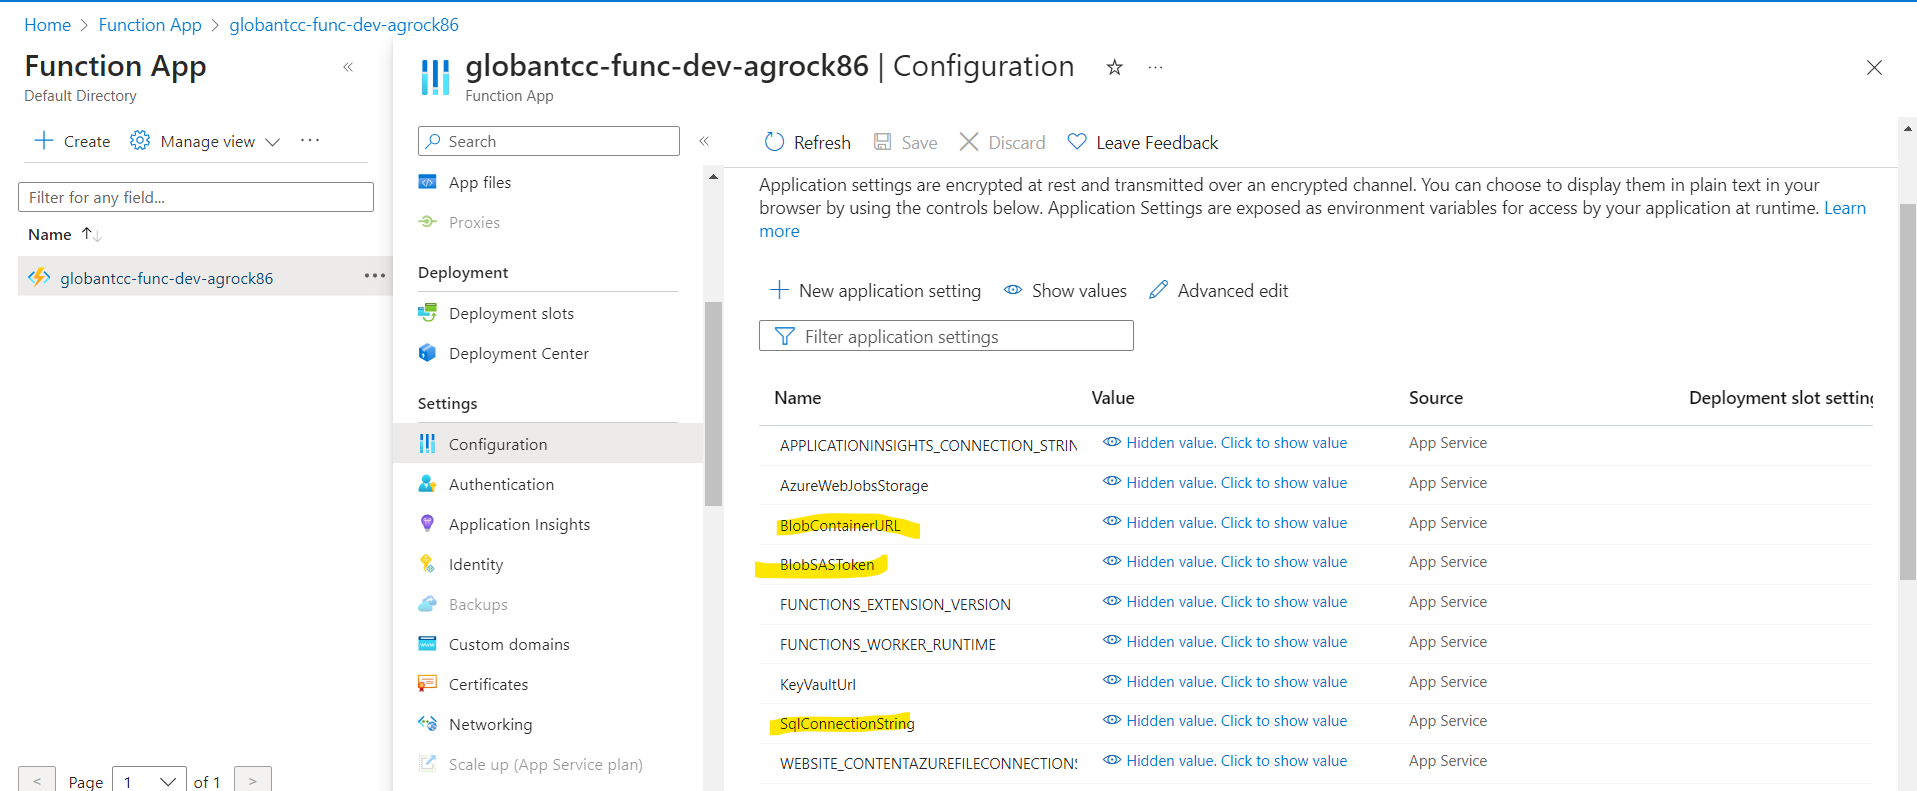 Home > Function App > globantcc-func-dev-agrock86
Function App «
Default Directory
+ Create Manage view ...
Filter for any field...
Name ↑↓
globantcc-func-dev-agrock86 ...
< Page 1 of 1 >
globantcc-func-dev-agrock86 | Configuration ☆ ...
Function App
Search «
App files
Proxies
Deployment
Deployment slots
Deployment Center
Settings
Configuration
Authentication
Application Insights
Identity
Backups
Custom domains
Certificates
Networking
Scale up (App Service plan)
Refresh Save Discard Leave Feedback
Application settings are encrypted at rest and transmitted over an encrypted channel. You can choose to display them in plain text in your
browser by using the controls below. Application Settings are exposed as environment variables for access by your application at runtime. Learn
more
+ New application setting Show values Advanced edit
Filter application settings
Name Value Source Deployment slot setting
APPLICATIONINSIGHTS_CONNECTION_STRIN Hidden value. Click to show value App Service
AzureWebJobsStorage Hidden value. Click to show value App Service
BlobContainerURL Hidden value. Click to show value App Service
BlobSASToken Hidden value. Click to show value App Service
FUNCTIONS_EXTENSION_VERSION Hidden value. Click to show value App Service
FUNCTIONS_WORKER_RUNTIME Hidden value. Click to show value App Service
KeyVaultUrl Hidden value. Click to show value App Service
SqlConnectionString Hidden value. Click to show value App Service
WEBSITE_CONTENTAZUREFILECONNECTIONS Hidden value. Click to show value App Service